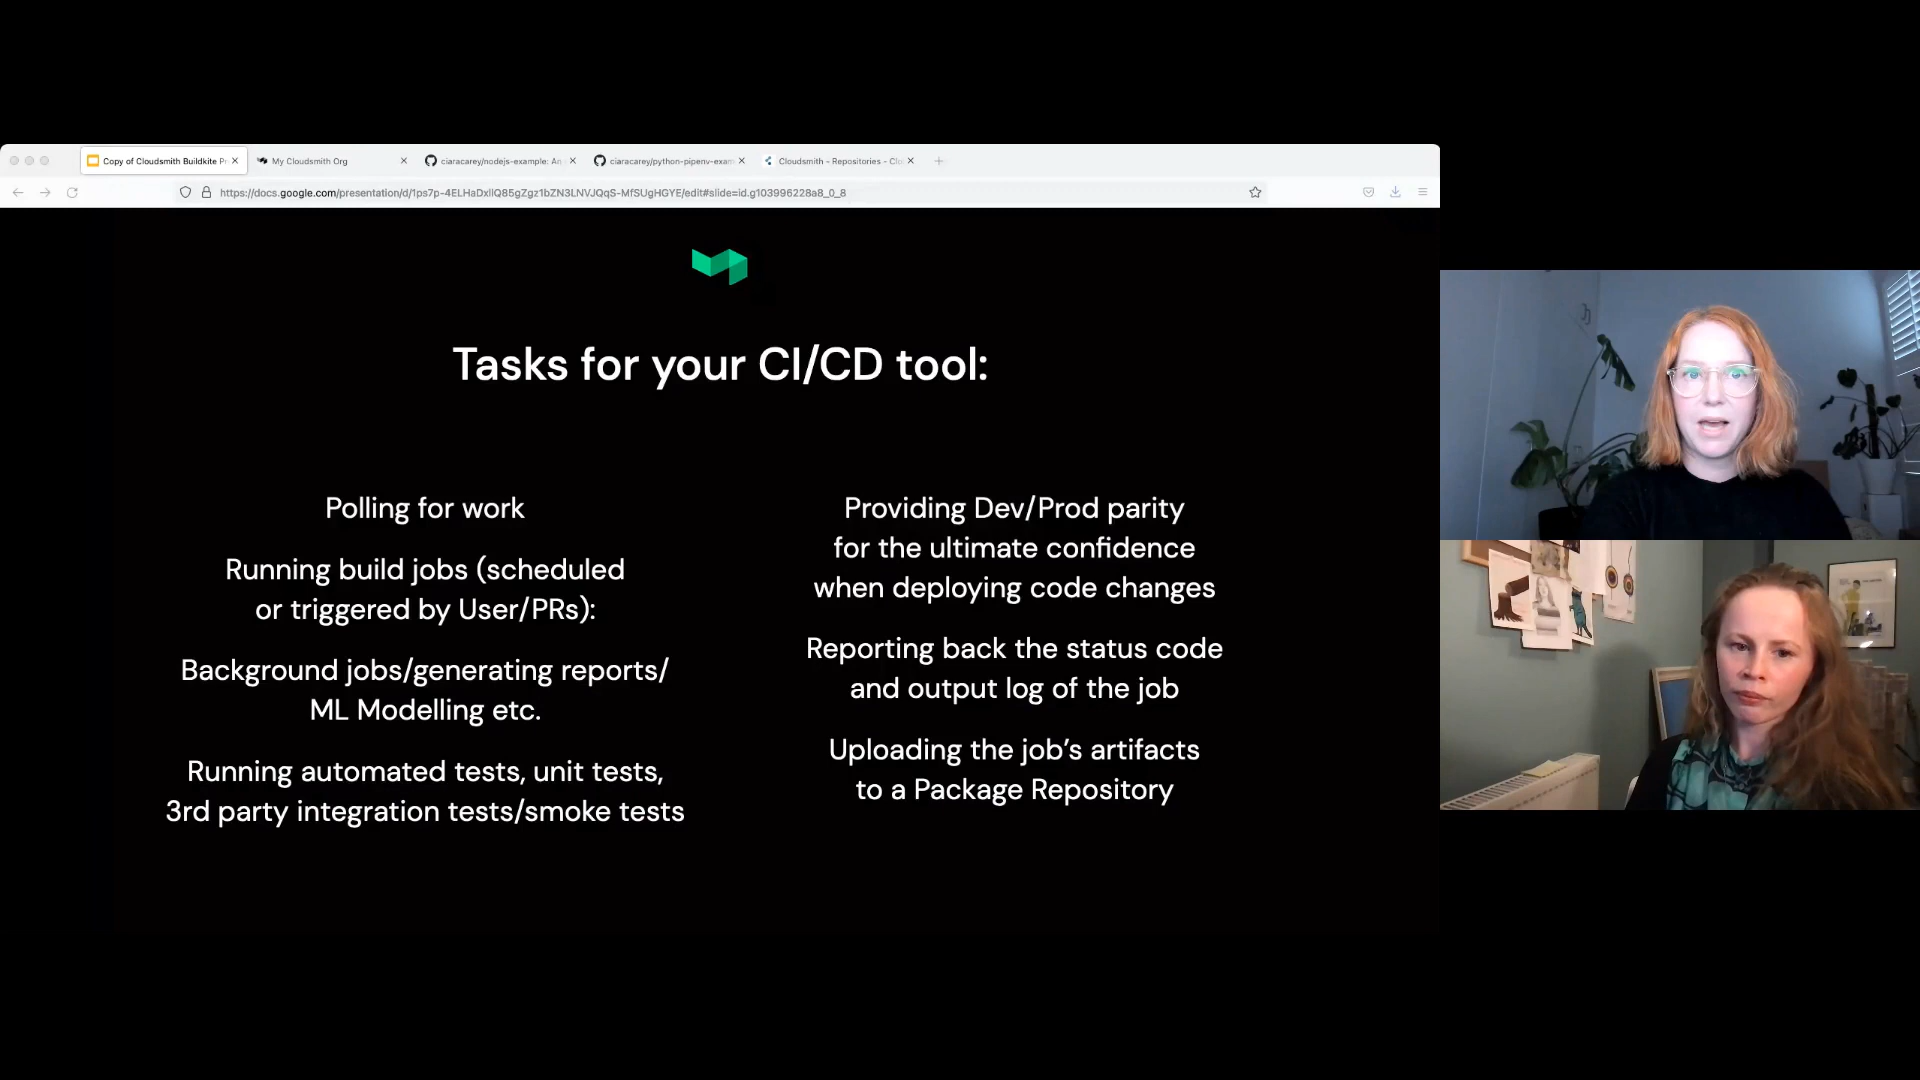 Copy of Cloudsmith Buildkite Pr
My Cloudsmith Org
ciaracarey/nodejs-example: An
ciaracarey/python-pipenv-exam
Cloudsmith - Repositories - Clo
https://docs.google.com/presentation/d/1ps7p-4ELHaDxiIQ85gZgz1bZN3LNVJQqS-MfSUgHGYE/edit#slide=id.g103996228a8_0_8
Tasks for your CI/CD tool:
Polling for work
Running build jobs (scheduled
or triggered by User/PRs):
Background jobs/generating reports/
ML Modelling etc.
Running automated tests, unit tests,
3rd party integration tests/smoke tests
Providing Dev/Prod parity
for the ultimate confidence
when deploying code changes
Reporting back the status code
and output log of the job
Uploading the job’s artifacts
to a Package Repository